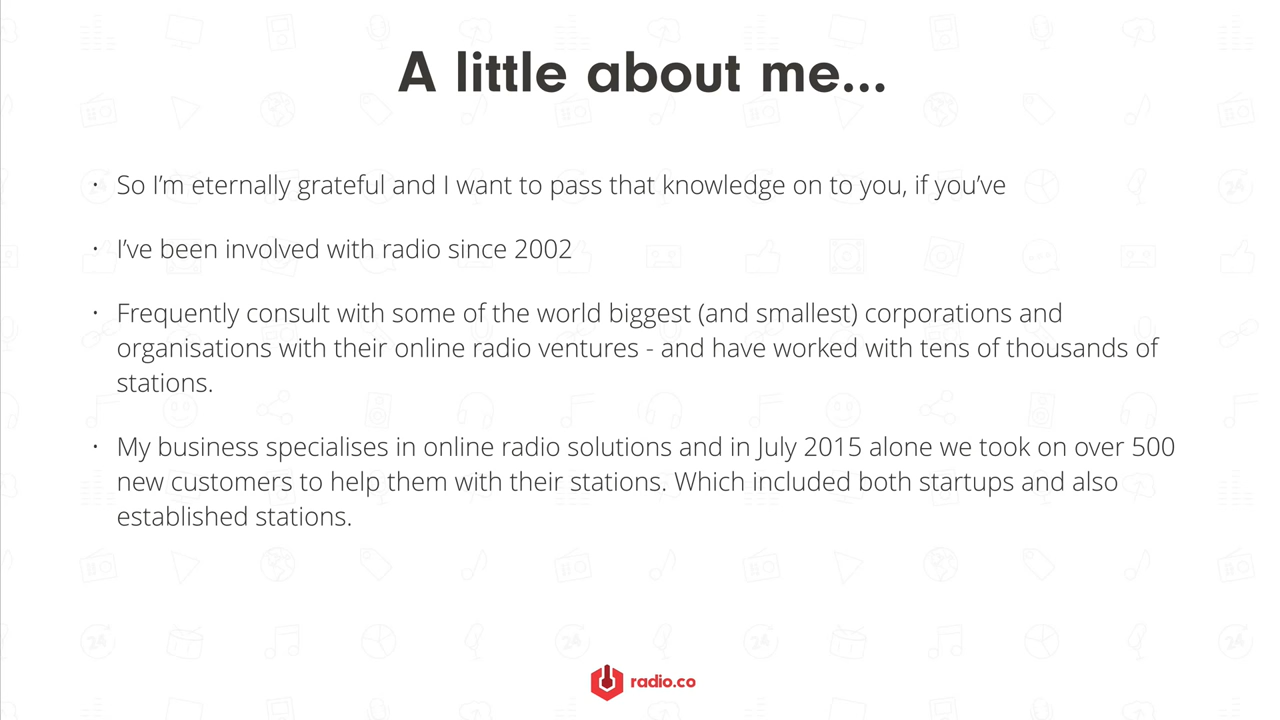 A little about me...
· So I’m eternally grateful and I want to pass that knowledge on to you, if you’ve
· I’ve been involved with radio since 2002
· Frequently consult with some of the world biggest (and smallest) corporations and
organisations with their online radio ventures - and have worked with tens of thousands of
stations.
· My business specialises in online radio solutions and in July 2015 alone we took on over 500
new customers to help them with their stations. Which included both startups and also
established stations.
radio.co